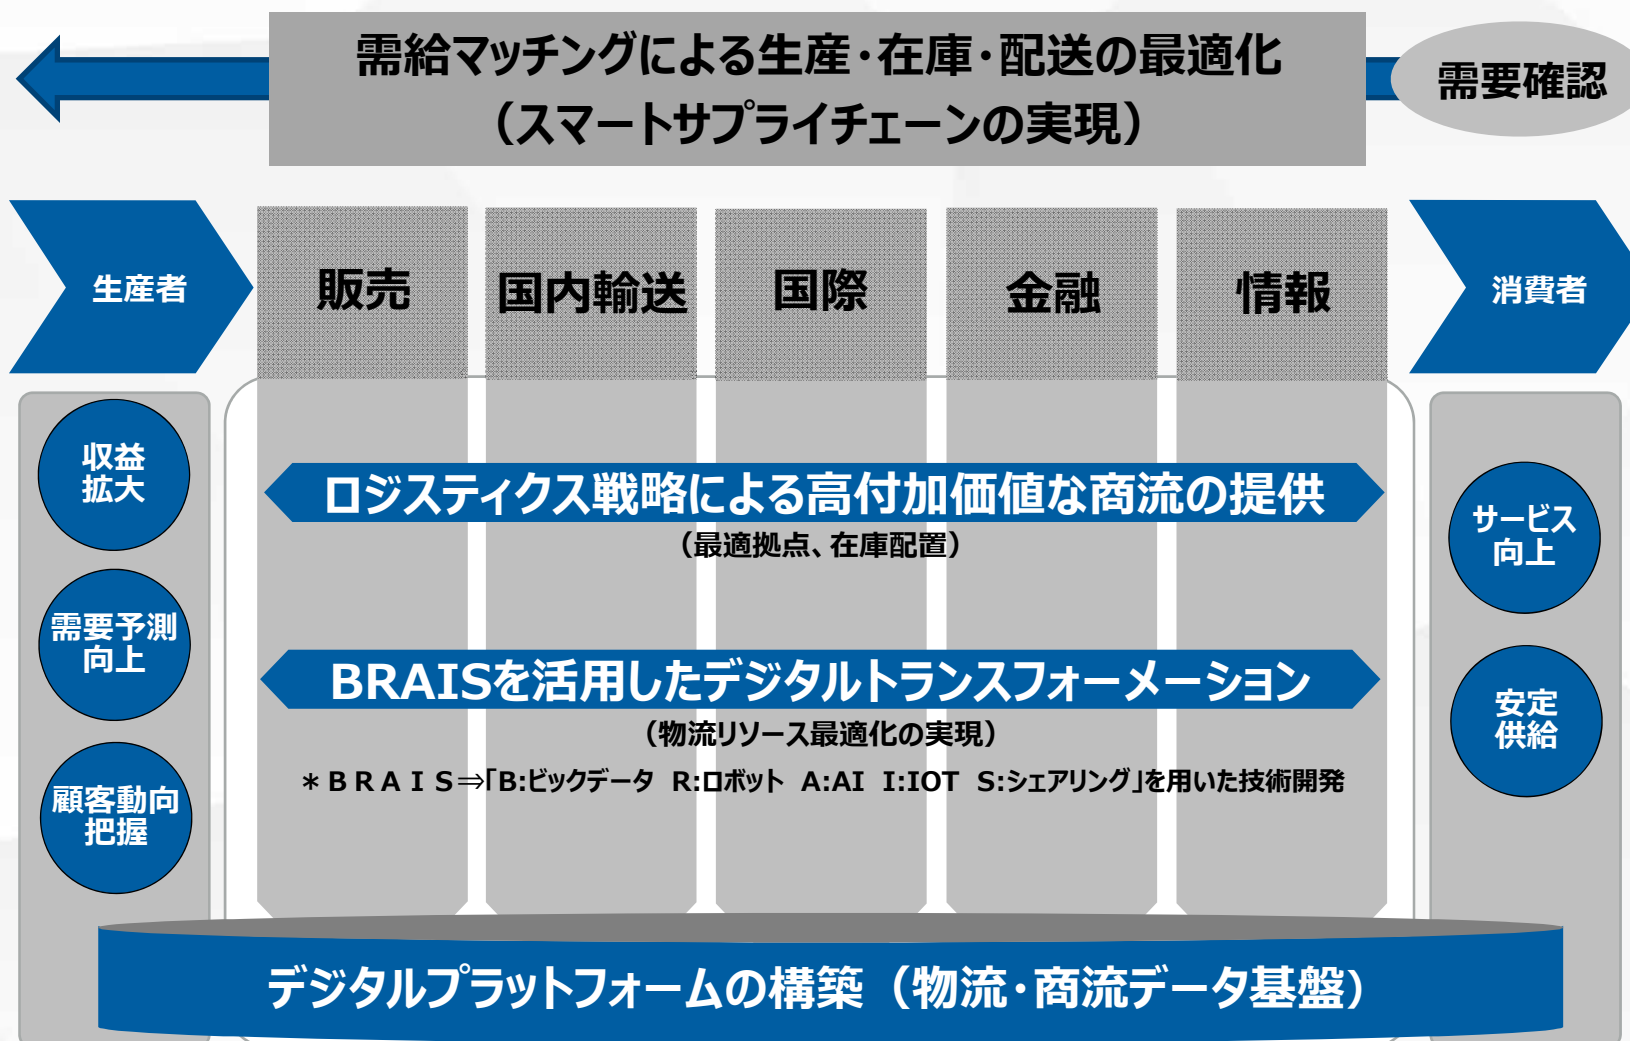 需給マッチングによる生産・在庫・配送の最適化
（スマートサプライチェーンの実現）
需要確認
生産者
販売
国内輸送
国際
金融
情報
消費者
収益
拡大
需要予測
向上
顧客動向
把握
ロジスティクス戦略による高付加価値な商流の提供
（最適拠点、在庫配置）
BRAISを活用したデジタルトランスフォーメーション
（物流リソース最適化の実現）
＊ＢＲＡＩＳ⇒｢B:ビックデータ R:ロボット A:AI I:IOT S:シェアリング｣を用いた技術開発
サービス
向上
安定
供給
デジタルプラットフォームの構築（物流・商流データ基盤）